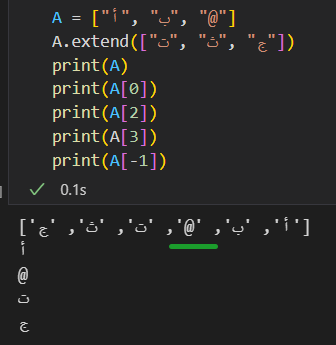 A = ["أ", "ب", "@"]
A.extend(["ت", "ث", "ج"])
print(A)
print(A[0])
print(A[2])
print(A[3])
print(A[-1])
0.1s
['أ', 'ب', '@', 'ت', 'ث', 'ج']
أ
@
ت
ج